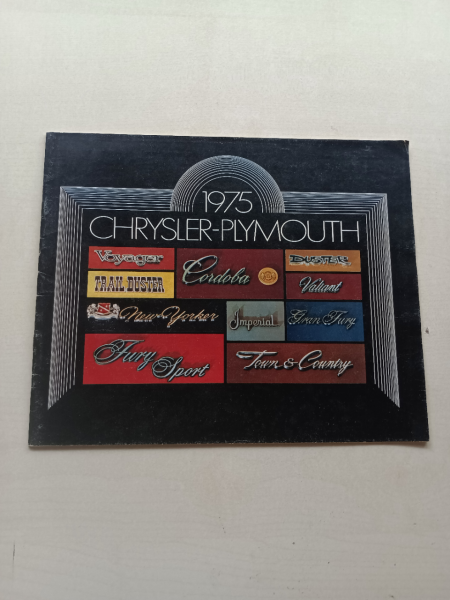 1975
CHRYSLER-PLYMOUTH
Voyager
Cordoba
Duster
TRAIL DUSTER
Valiant
New Yorker
Imperial
Gran Fury
Fury
Sport
Town & Country